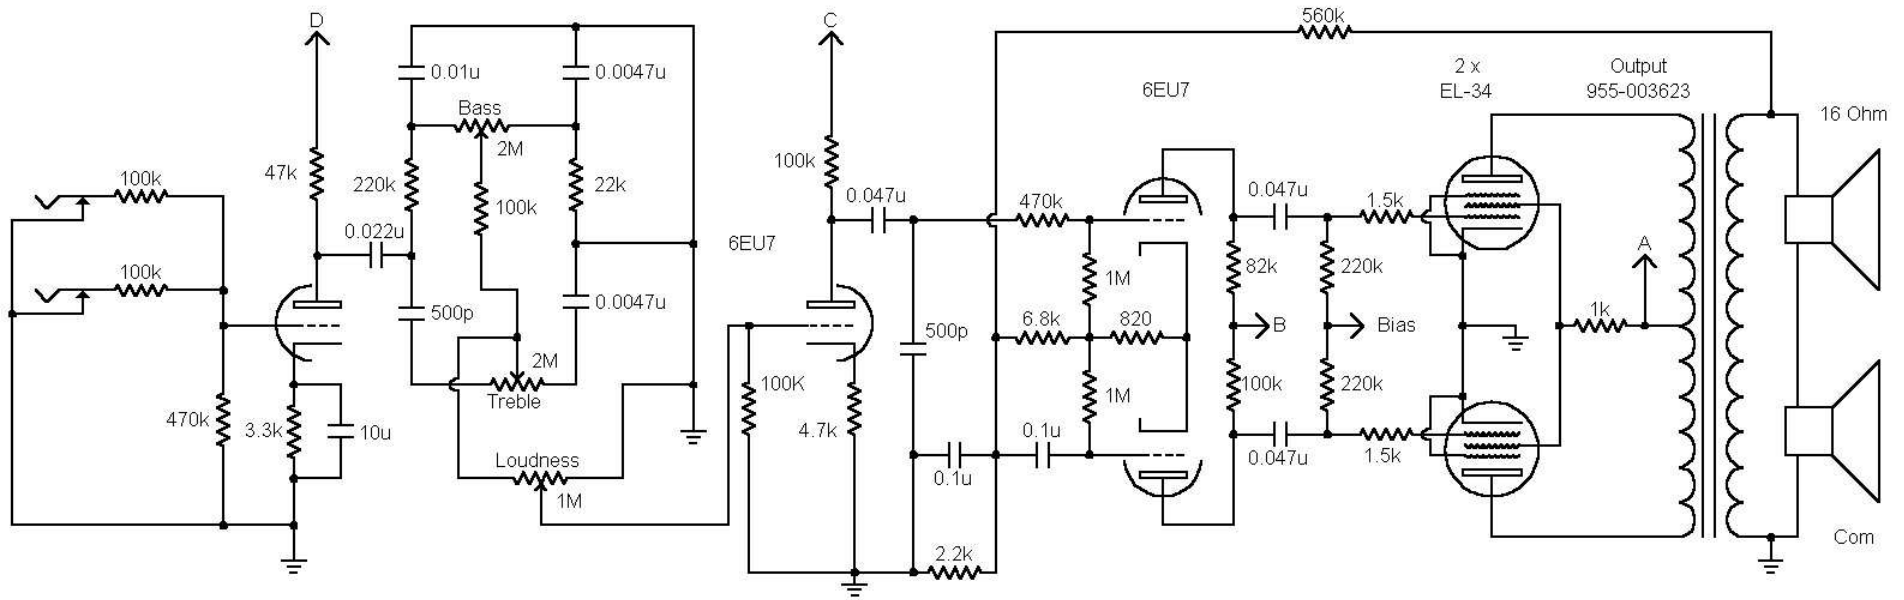 D
C
560k
0.01u
0.0047u
2 x
EL-34
Output
955-003623
6EU7
16 Ohm
Bass
2M
47k
100k
220k
22k
100k
100k
0.047u
470k
0.047u
1.5k
0.022u
6EU7
A
100k
1M
82k
220k
500p
0.0047u
6.8k
820
B
Bias
1k
500p
2M
Treble
100K
1M
100k
220k
470k
3.3k
10u
4.7k
0.1u
0.047u
1.5k
Loudness
1M
0.1u
2.2k
Com